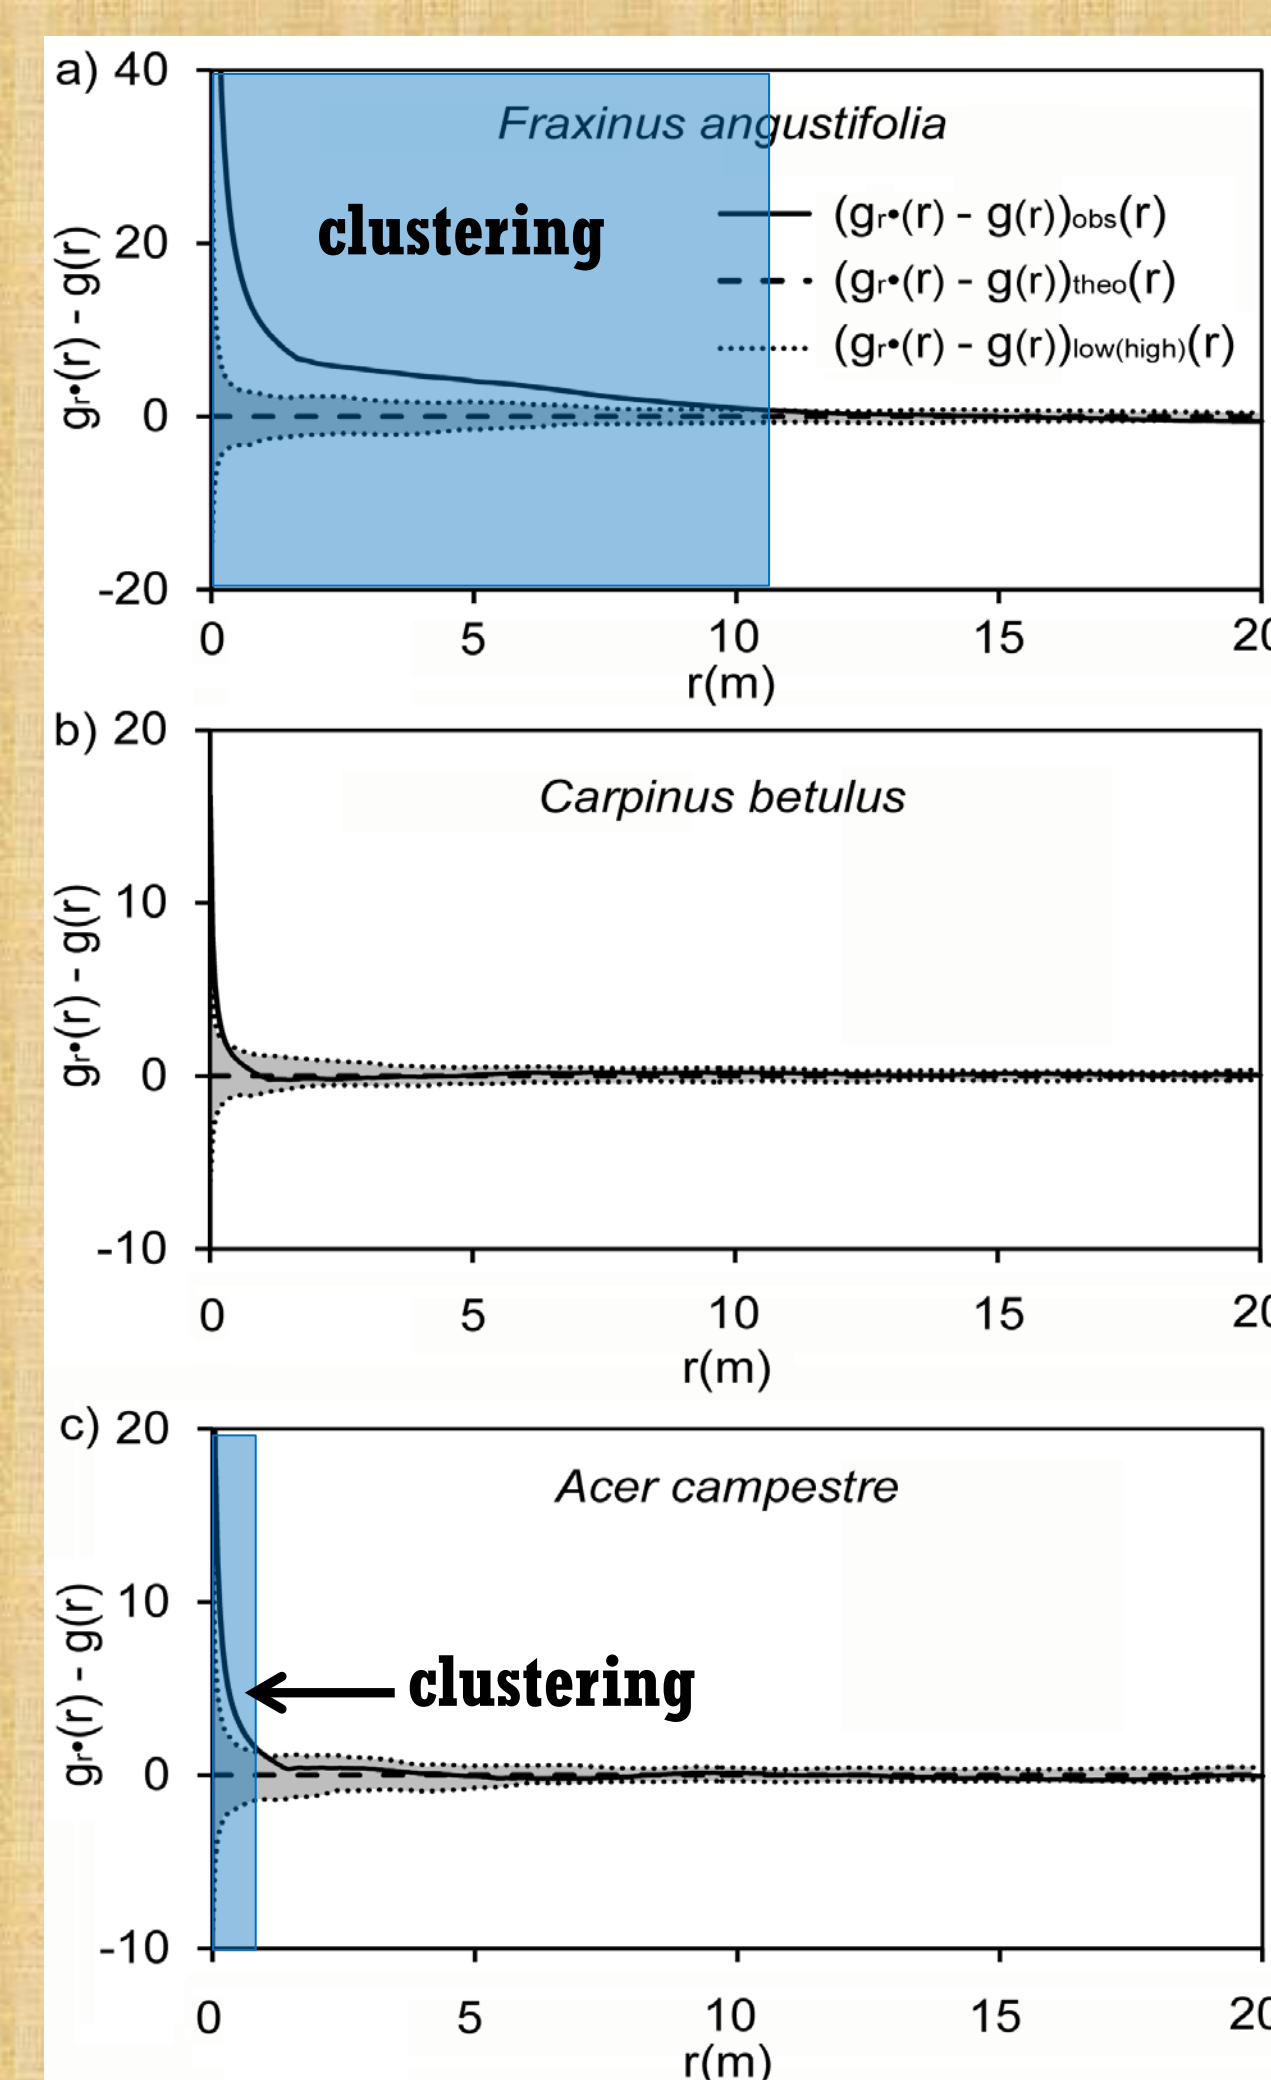 a) 40
Fraxinus angustifolia
clustering
(gr•(r) - g(r))obs(r)
20
(gr•(r) - g(r))theo(r)
(gr•(r) - g(r))low(high)(r)
gr•(r) - g(r)
0
-20
0 5 10 15
r(m)
b) 20
Carpinus betulus
10
gr•(r) - g(r)
0
-10
0 5 10 15
r(m)
c) 20
Acer campestre
10
gr•(r) - g(r)
clustering
0
-10
0 5 10 15
r(m)